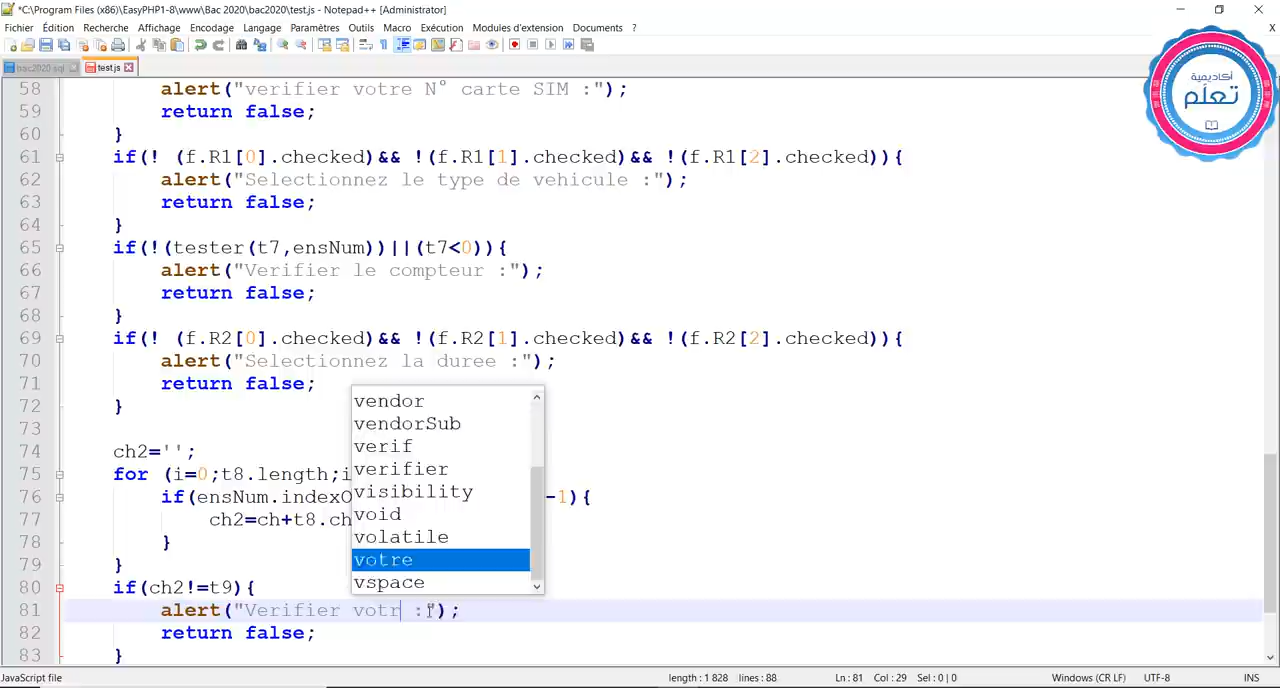 *C:\Program Files (x86)\EasyPHP1-8\www\Bac 2020\bac2020\test.js - Notepad++ [Administrator]
Fichier Édition Recherche Affichage Encodage Langage Paramètres Outils Macro Exécution Modules d'extension Documents ? X
bac2020 sql test.js
أكاديمية
تعلّم
58 alert("verifier votre N° carte SIM :");
59 return false;
60 }
61 if(! (f.R1[0].checked)&& !(f.R1[1].checked)&& !(f.R1[2].checked)){
62 alert("Selectionnez le type de vehicule :");
63 return false;
64 }
65 if(!(tester(t7,ensNum))||(t7<0)){
66 alert("Verifier le compteur :");
67 return false;
68 }
69 if(! (f.R2[0].checked)&& !(f.R2[1].checked)&& !(f.R2[2].checked)){
70 alert("Selectionnez la duree :");
71 return false;
72 }
73
74 ch2='';
75 for (i=0;t8.length;i
76 if(ensNum.indexO -1){
77 ch2=ch+t8.ch
78 }
79 }
80 if(ch2!=t9){
81 alert("Verifier votr :");
82 return false;
83 }
vendor
vendorSub
verif
verifier
visibility
void
volatile
votre
vspace
JavaScript file length : 1 828 lines : 88 Ln : 81 Col : 29 Sel : 0 | 0 Windows (CR LF) UTF-8 INS